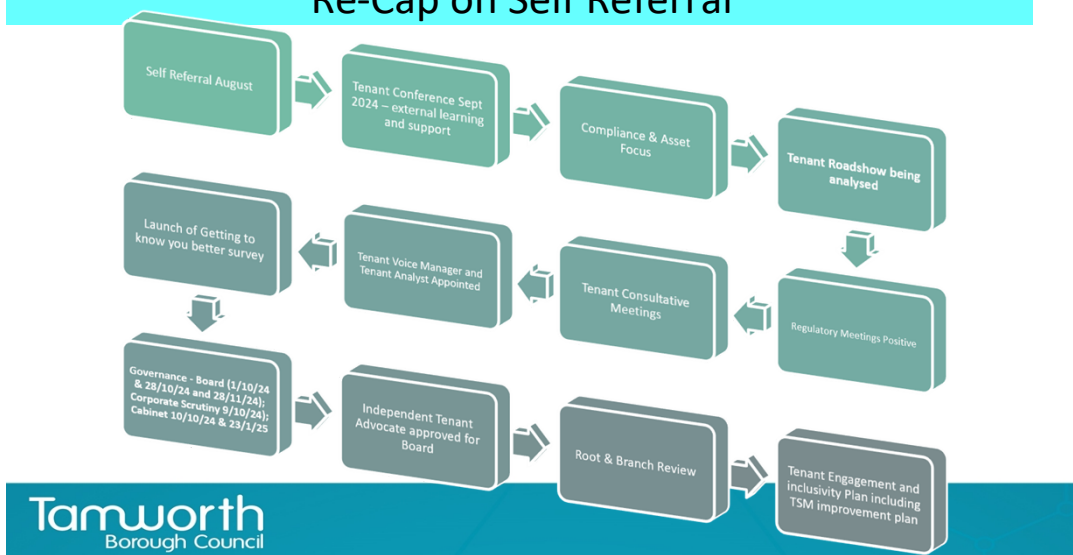 Re-Cap on Self Referral
Self Referral August
Tenant Conference Sept
2024 – external learning
and support
Compliance & Asset
Focus
Tenant Roadshow being
analysed
Regulatory Meetings Positive
Tenant Consultative
Meetings
Tenant Voice Manager and
Tenant Analyst Appointed
Launch of Getting to
know you better survey
Governance - Board (1/10/24
& 28/10/24 and 28/11/24);
Corporate Scrutiny 9/10/24);
Cabinet 10/10/24 & 23/1/25
Independent Tenant
Advocate approved for
Board
Root & Branch Review
Tenant Engagement and
inclusivity Plan including
TSM improvement plan
Tamworth
Borough Council